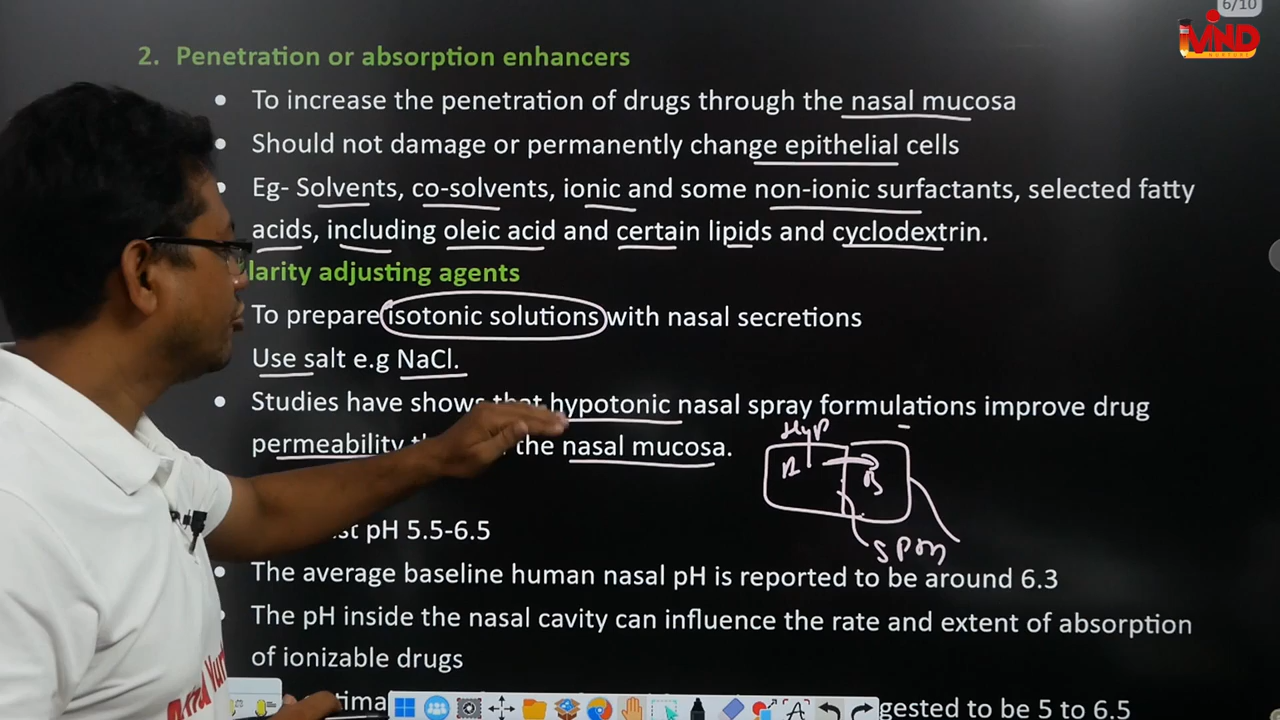 6/10
MIND
2. Penetration or absorption enhancers
• To increase the penetration of drugs through the nasal mucosa
• Should not damage or permanently change epithelial cells
• Eg- Solvents, co-solvents, ionic and some non-ionic surfactants, selected fatty
acids, including oleic acid and certain lipids and cyclodextrin.
larity adjusting agents
To prepare isotonic solutions with nasal secretions
Use salt e.g NaCl.
• Studies have shows that hypotonic nasal spray formulations improve drug
permeability the nasal mucosa.
Hyp
A
B
SPM
pH 5.5-6.5
• The average baseline human nasal pH is reported to be around 6.3
The pH inside the nasal cavity can influence the rate and extent of absorption
of ionizable drugs
gested to be 5 to 6.5